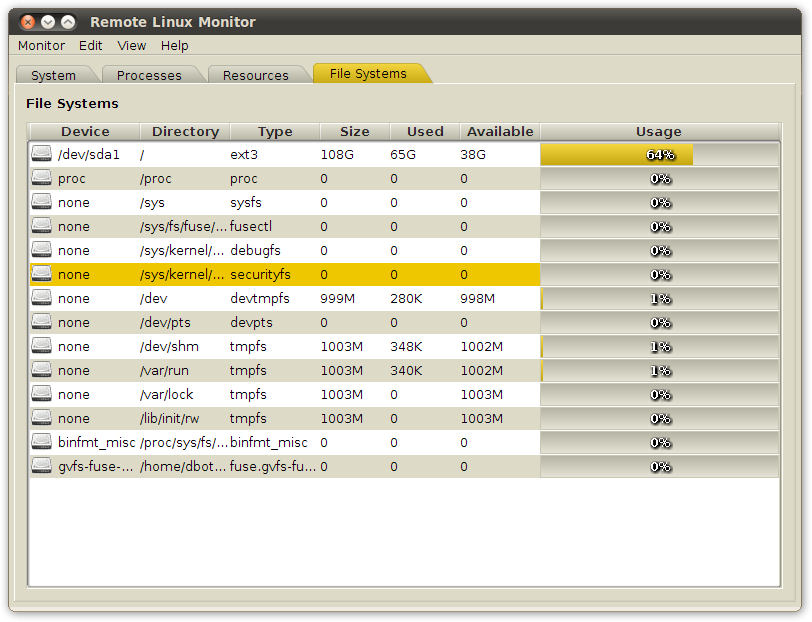 Remote Linux Monitor
Monitor Edit View Help
System Processes Resources File Systems
File Systems
Device Directory Type Size Used Available Usage
/dev/sda1 / ext3 108G 65G 38G 64%
proc /proc proc 0 0 0 0%
none /sys sysfs 0 0 0 0%
none /sys/fs/fuse/... fusectl 0 0 0 0%
none /sys/kernel/... debugfs 0 0 0 0%
none /sys/kernel/... securityfs 0 0 0 0%
none /dev devtmpfs 999M 280K 998M 1%
none /dev/pts devpts 0 0 0 0%
none /dev/shm tmpfs 1003M 348K 1002M 1%
none /var/run tmpfs 1003M 340K 1002M 1%
none /var/lock tmpfs 1003M 0 1003M 0%
none /lib/init/rw tmpfs 1003M 0 1003M 0%
binfmt_misc /proc/sys/fs/... binfmt_misc 0 0 0 0%
gvfs-fuse-... /home/dbot... fuse.gvfs-fu... 0 0 0 0%